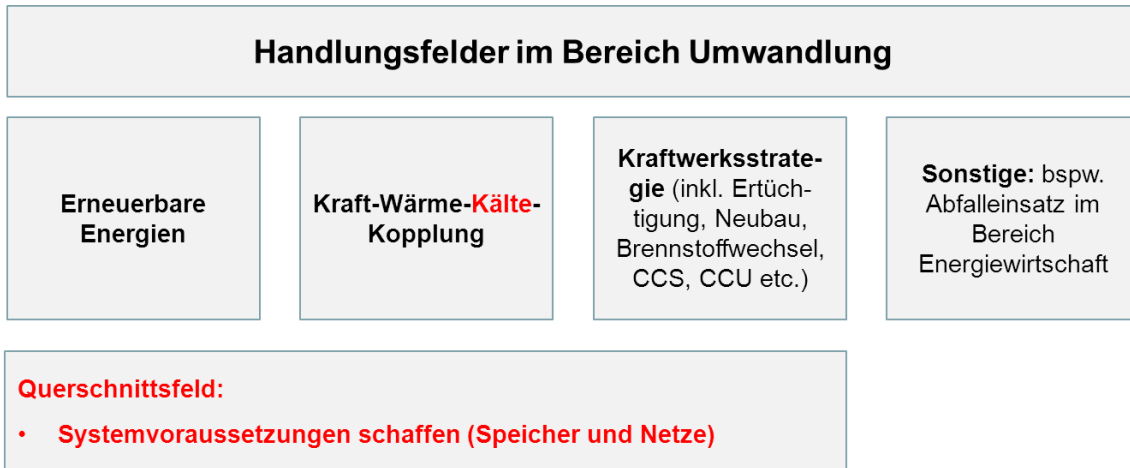 Handlungsfelder im Bereich Umwandlung
Erneuerbare
Energien
Kraft-Wärme-Kälte-
Kopplung
Kraftwerksstrate-
gie (inkl. Ertüch-
tigung, Neubau,
Brennstoffwechsel,
CCS, CCU etc.)
Sonstige: bspw.
Abfalleinsatz im
Bereich
Energiewirtschaft
Querschnittsfeld:
• Systemvoraussetzungen schaffen (Speicher und Netze)